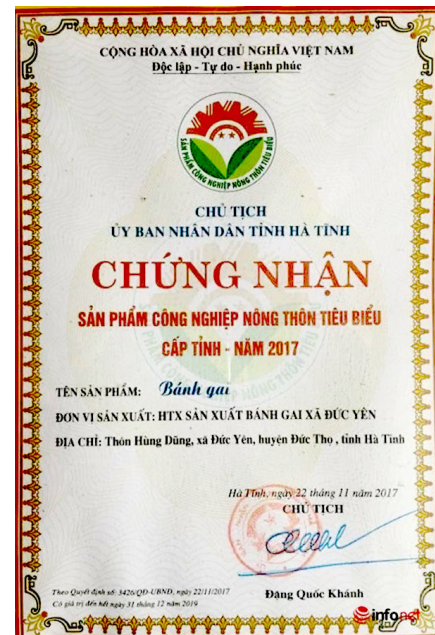 CỘNG HÒA XÃ HỘI CHỦ NGHĨA VIỆT NAM
Độc lập - Tự do - Hạnh phúc
SẢN PHẨM CÔNG NGHIỆP NÔNG THÔN TIÊU BIỂU
CHỦ TỊCH
ỦY BAN NHÂN DÂN TỈNH HÀ TĨNH
CHỨNG NHẬN
SẢN PHẨM CÔNG NGHIỆP NÔNG THÔN TIÊU BIỂU
CẤP TỈNH - NĂM 2017
TÊN SẢN PHẨM: Bánh gai
ĐƠN VỊ SẢN XUẤT: HTX SẢN XUẤT BÁNH GAI XÃ ĐỨC YÊN
ĐỊA CHỈ: Thôn Hùng Dũng, xã Đức Yên, huyện Đức Thọ , tỉnh Hà Tĩnh
Hà Tĩnh, ngày 22 tháng 11 năm 2017
CHỦ TỊCH
Theo Quyết định số: 3426/QĐ-UBND, ngày 22/11/2017
Có giá trị đến hết ngày 31 tháng 12 năm 2019
Đặng Quốc Khánh
infonet